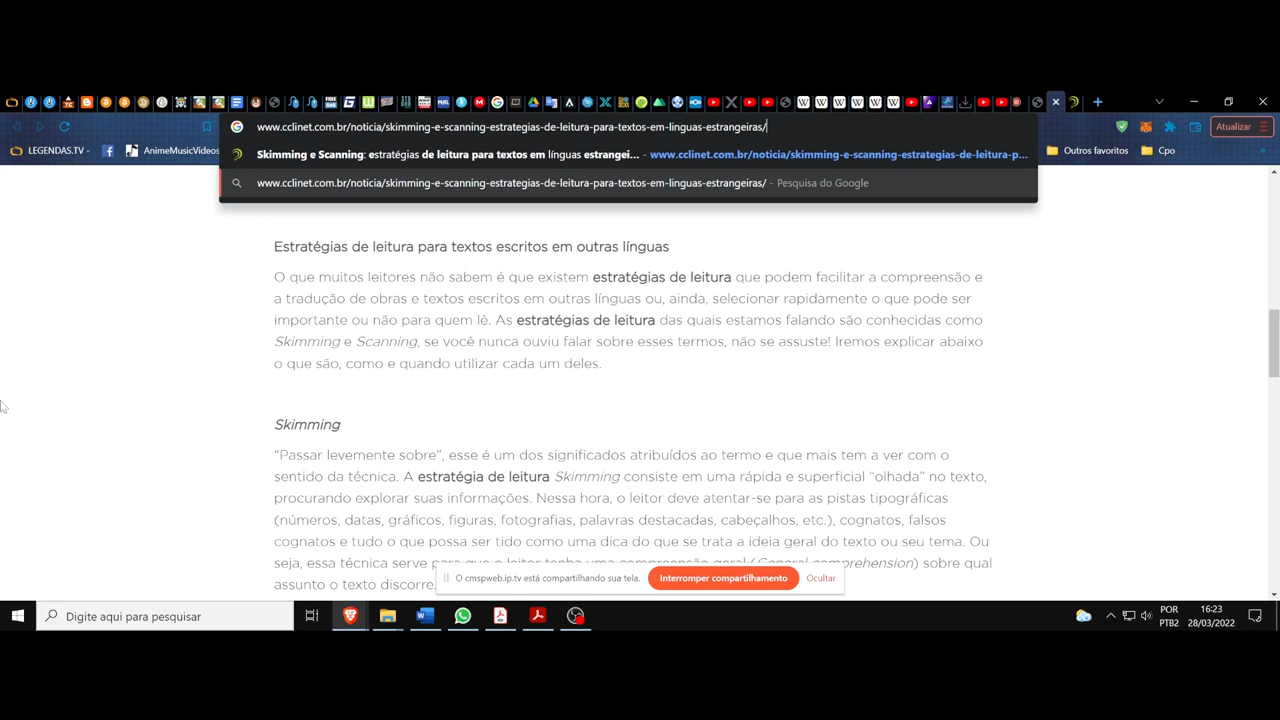 www.cclinet.com.br/noticia/skimming-e-scanning-estrategias-de-leitura-para-textos-em-linguas-estrangeiras/
Atualizar
LEGENDAS.TV -
AnimeMusicVideos
Skimming e Scanning: estratégias de leitura para textos em línguas estrangei... - www.cclinet.com.br/noticia/skimming-e-scanning-estrategias-de-leitura-p...
Outros favoritos
Cpo
www.cclinet.com.br/noticia/skimming-e-scanning-estrategias-de-leitura-para-textos-em-linguas-estrangeiras/ - Pesquisa do Google
Estratégias de leitura para textos escritos em outras línguas
O que muitos leitores não sabem é que existem estratégias de leitura que podem facilitar a compreensão e
a tradução de obras e textos escritos em outras línguas ou, ainda, selecionar rapidamente o que pode ser
importante ou não para quem lê. As estratégias de leitura das quais estamos falando são conhecidas como
Skimming e Scanning, se você nunca ouviu falar sobre esses termos, não se assuste! Iremos explicar abaixo
o que são, como e quando utilizar cada um deles.
Skimming
“Passar levemente sobre”, esse é um dos significados atribuídos ao termo e que mais tem a ver com o
sentido da técnica. A estratégia de leitura Skimming consiste em uma rápida e superficial “olhada” no texto,
procurando explorar suas informações. Nessa hora, o leitor deve atentar-se para as pistas tipográficas
(números, datas, gráficos, figuras, fotografias, palavras destacadas, cabeçalhos, etc.), cognatos, falsos
cognatos e tudo o que possa ser tido como uma dica do que se trata a ideia geral do texto ou seu tema. Ou
seja, essa técnica serve para que o leitor tenha uma compreensão geral (General comprehension) sobre qual
assunto o texto discorre.
O cmspweb.ip.tv está compartilhando sua tela.
Interromper compartilhamento
Ocultar
Digite aqui para pesquisar
POR
PTB2
16:23
28/03/2022